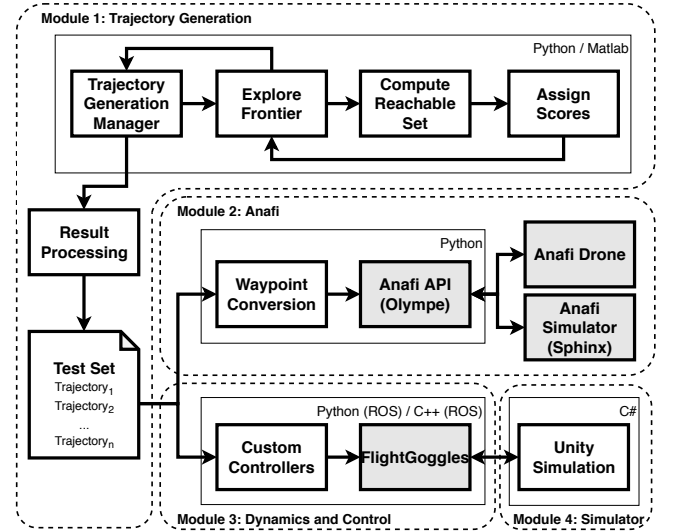 Module 1: Trajectory Generation
Python / Matlab
Trajectory
Generation
Manager
Explore
Frontier
Compute
Reachable
Set
Assign
Scores
Result
Processing
Test Set
Trajectory1
Trajectory2
...
Trajectoryn
Module 2: Anafi
Python
Waypoint
Conversion
Anafi API
(Olympe)
Anafi Drone
Anafi
Simulator
(Sphinx)
Python (ROS) / C++ (ROS)
Custom
Controllers
FlightGoggles
Module 3: Dynamics and Control
C#
Unity
Simulation
Module 4: Simulator